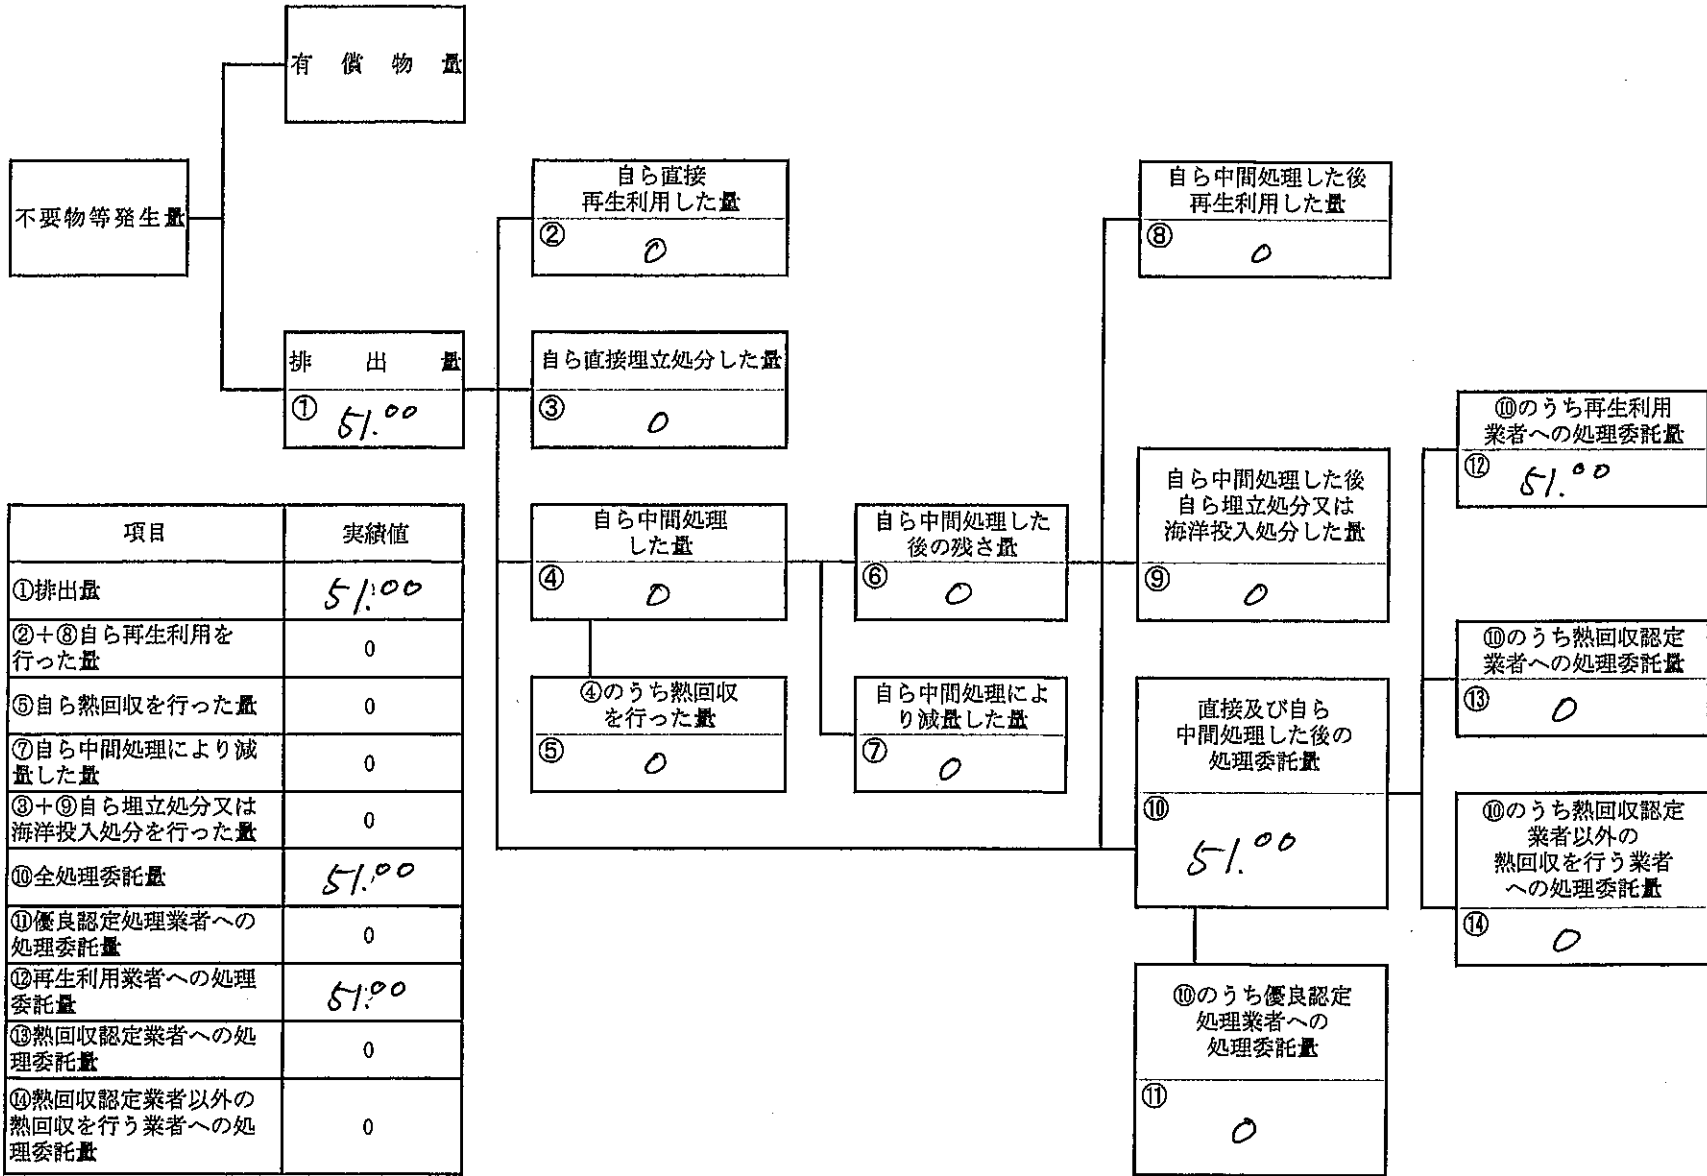 有償物量
不要物等発生量
排出量
① 51.00
自ら直接
再生利用した量
② 0
自ら直接埋立処分した量
③ 0
自ら中間処理
した量
④ 0
④のうち熱回収
を行った量
⑤ 0
自ら中間処理した
後の残さ量
⑥ 0
自ら中間処理によ
り減量した量
⑦ 0
自ら中間処理した後
再生利用した量
⑧ 0
自ら中間処理した後
自ら埋立処分又は
海洋投入処分した量
⑨ 0
直接及び自ら
中間処理した後の
処理委託量
⑩ 51.00
⑩のうち優良認定
処理業者への
処理委託量
⑪ 0
⑩のうち再生利用
業者への処理委託量
⑫ 51.00
⑩のうち熱回収認定
業者への処理委託量
⑬ 0
⑩のうち熱回収認定
業者以外の
熱回収を行う業者
への処理委託量
⑭ 0
項目 実績値
①排出量 51.00
②+⑧自ら再生利用を
行った量 0
⑤自ら熱回収を行った量 0
⑦自ら中間処理により減
量した量 0
③+⑨自ら埋立処分又は
海洋投入処分を行った量 0
⑩全処理委託量 51.00
⑪優良認定処理業者への
処理委託量 0
⑫再生利用業者への処理
委託量 51.00
⑬熱回収認定業者への処
理委託量 0
⑭熱回収認定業者以外の
熱回収を行う業者への処
理委託量 0